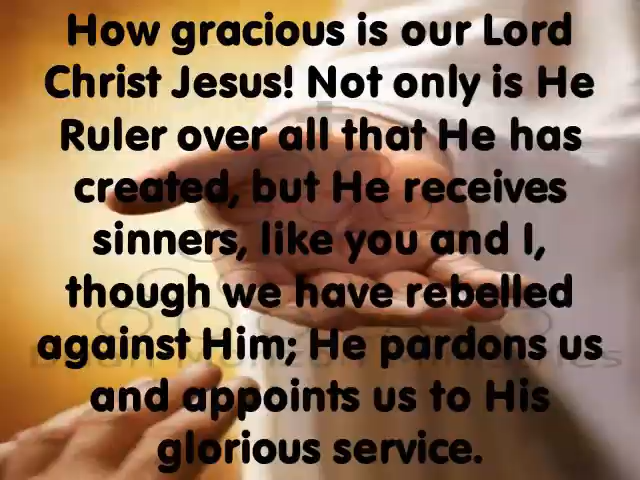 How gracious is our Lord
Christ Jesus! Not only is He
Ruler over all that He has
created, but He receives
sinners, like you and I,
though we have rebelled
against Him; He pardons us
and appoints us to His
glorious service.